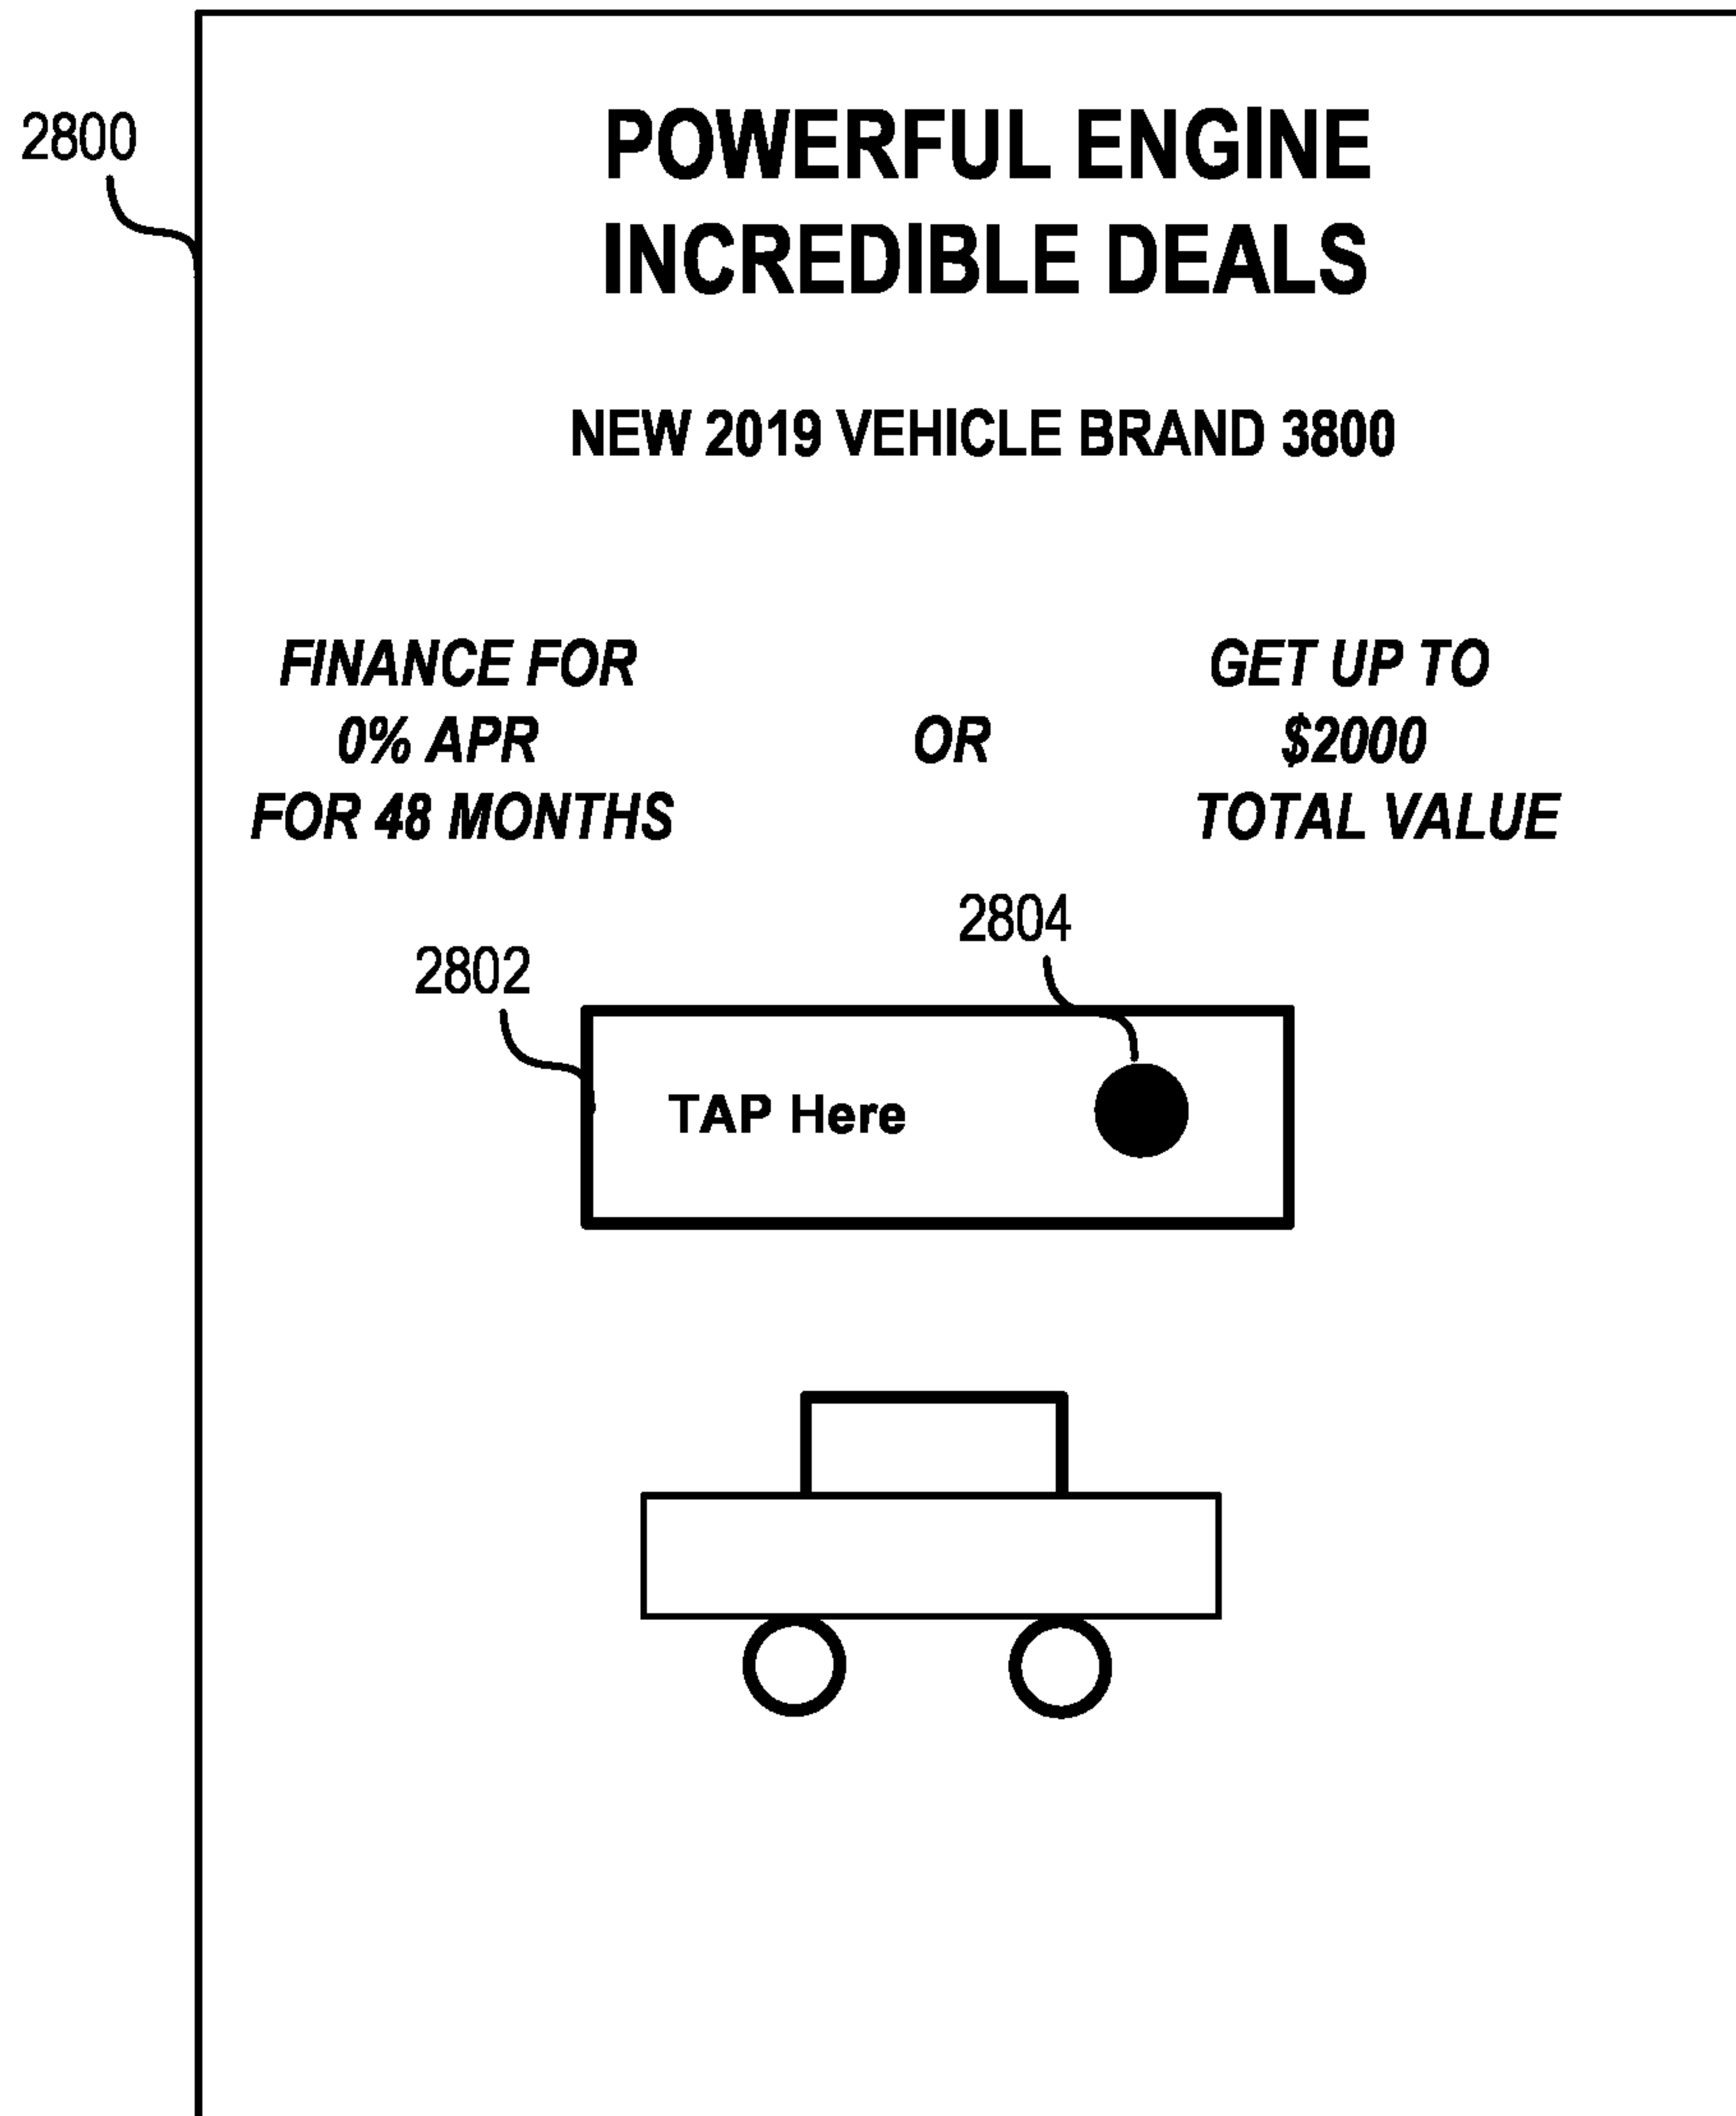 2800
POWERFUL ENGINE
INCREDIBLE DEALS
NEW 2019 VEHICLE BRAND 3800
FINANCE FOR
0% APR
FOR 48 MONTHS
OR
GET UP TO
$2000
TOTAL VALUE
2802
2804
TAP Here